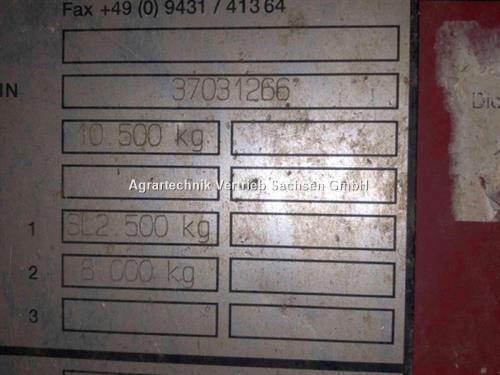 Fax +49 (0) 9431 / 413 64
IN 37031266
10.500 kg
Agrartechnik Vertrieb Sachsen GmbH
1 SL2.500 kg
2 8.000 kg
3